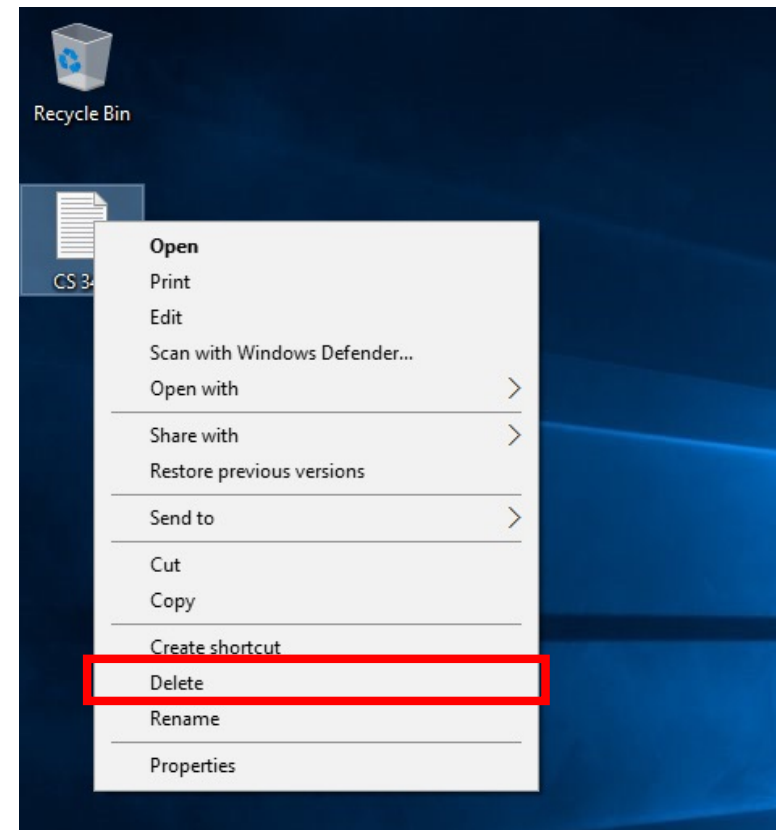 Recycle Bin
CS 34
Open
Print
Edit
Scan with Windows Defender...
Open with
Share with
Restore previous versions
Send to
Cut
Copy
Create shortcut
Delete
Rename
Properties